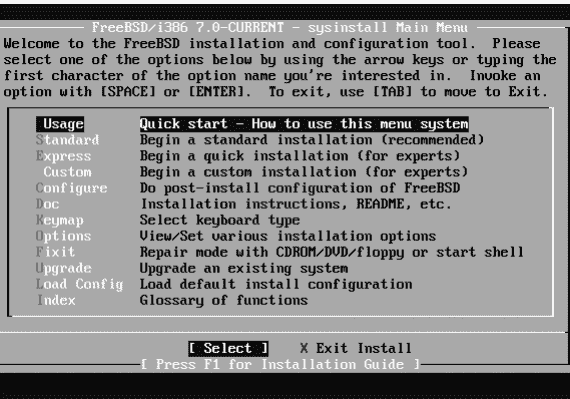 FreeBSD/i386 7.0-CURRENT - sysinstall Main Menu
Welcome to the FreeBSD installation and configuration tool.  Please
select one of the options below by using the arrow keys or typing the
first character of the option name you're interested in.  Invoke an
option with [SPACE] or [ENTER].  To exit, use [TAB] to move to Exit.
Usage Quick start - How to use this menu system
Standard Begin a standard installation (recommended)
Express Begin a quick installation (for experts)
Custom Begin a custom installation (for experts)
Configure Do post-install configuration of FreeBSD
Doc Installation instructions, README, etc.
Keymap Select keyboard type
Options View/Set various installation options
Fixit Repair mode with CDROM/DVD/floppy or start shell
Upgrade Upgrade an existing system
Load Config Load default install configuration
Index Glossary of functions
[ Select ] X Exit Install
[ Press F1 for Installation Guide ]